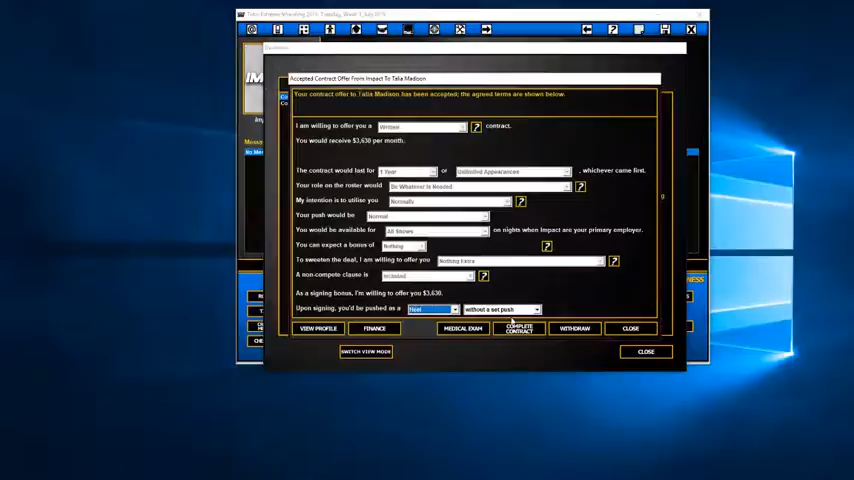 Total Extreme Wrestling 2016: Tuesday, Week 1, July 2019
Accepted Contract Offer From Impact To Talia Madison
Your contract offer to Talia Madison has been accepted; the agreed terms are shown below.
I am willing to offer you a Written contract.
You would receive $3,630 per month.
The contract would last for 1 Year or Unlimited Appearances , whichever came first.
Your role on the roster would Do Whatever Is Needed
My intention is to utilise you Normally
Your push would be Normal
You would be available for All Shows on nights when Impact are your primary employer.
You can expect a bonus of Nothing
To sweeten the deal, I am willing to offer you Nothing Extra
A non-compete clause is
As a signing bonus, I'm willing to offer you $3,630.
Upon signing, you'd be pushed as a Heel without a set push
VIEW PROFILE FINANCE MEDICAL EXAM COMPLETE CONTRACT WITHDRAW CLOSE
SWITCH VIEW MODE CLOSE